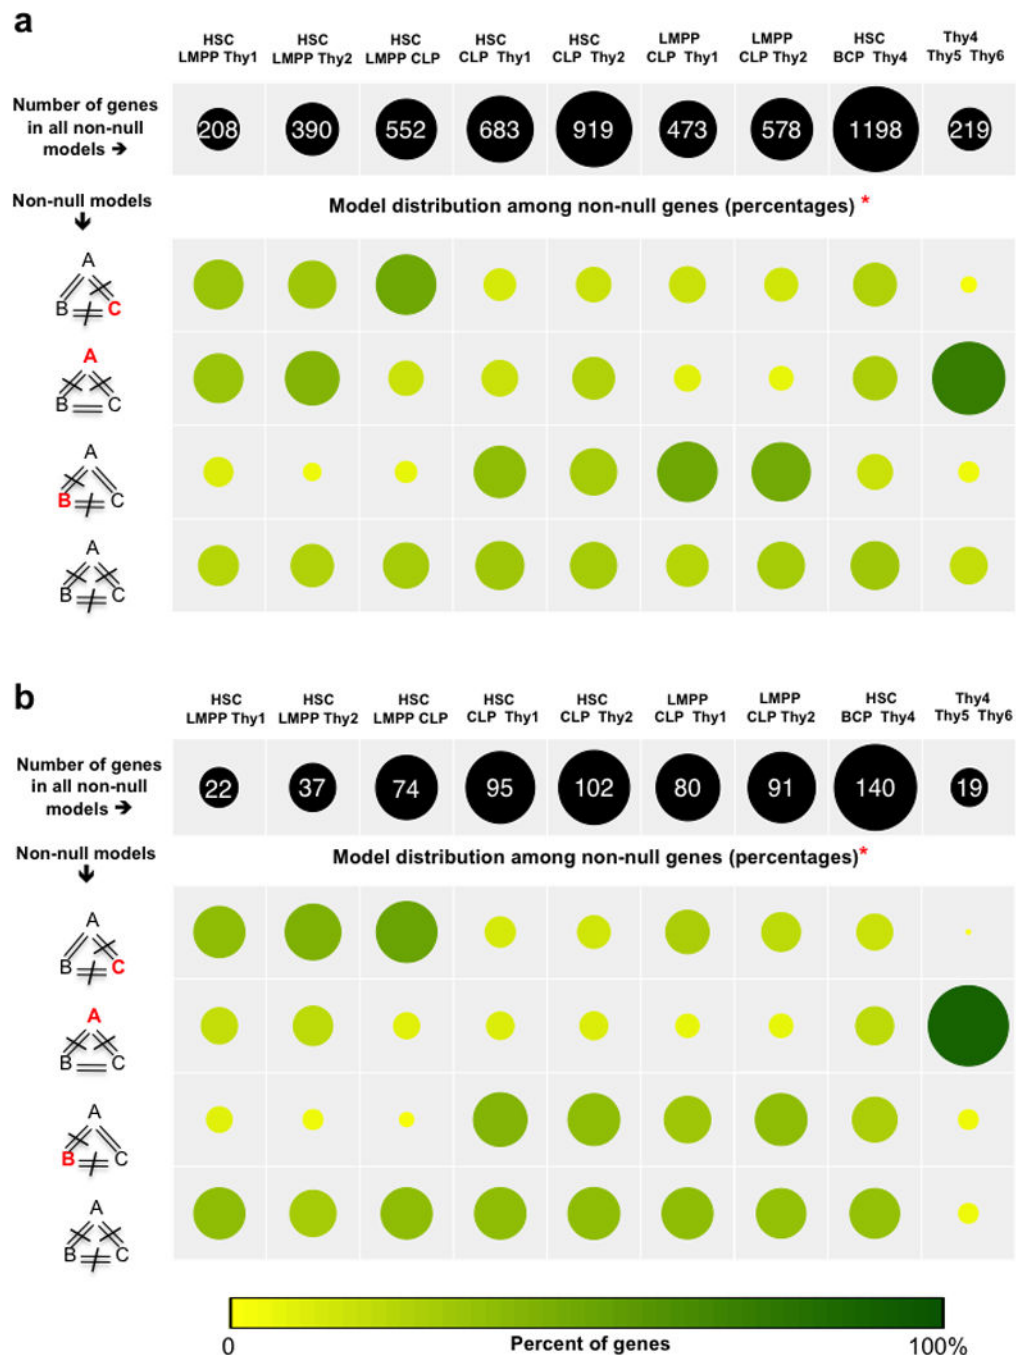 a
HSC HSC HSC HSC HSC LMPP LMPP HSC Thy4
LMPP Thy1 LMPP Thy2 LMPP CLP CLP Thy1 CLP Thy2 CLP Thy1 CLP Thy2 BCP Thy4 Thy5 Thy6
Number of genes
in all non-null
models ➔
208 390 552 683 919 473 578 1198 219
Non-null models
Model distribution among non-null genes (percentages) *
A
B C
A
B C
A
B C
A
B C
b
HSC HSC HSC HSC HSC LMPP LMPP HSC Thy4
LMPP Thy1 LMPP Thy2 LMPP CLP CLP Thy1 CLP Thy2 CLP Thy1 CLP Thy2 BCP Thy4 Thy5 Thy6
Number of genes
in all non-null
models ➔
22 37 74 95 102 80 91 140 19
Non-null models
Model distribution among non-null genes (percentages)*
A
B C
A
B C
A
B C
A
B C
0 Percent of genes 100%